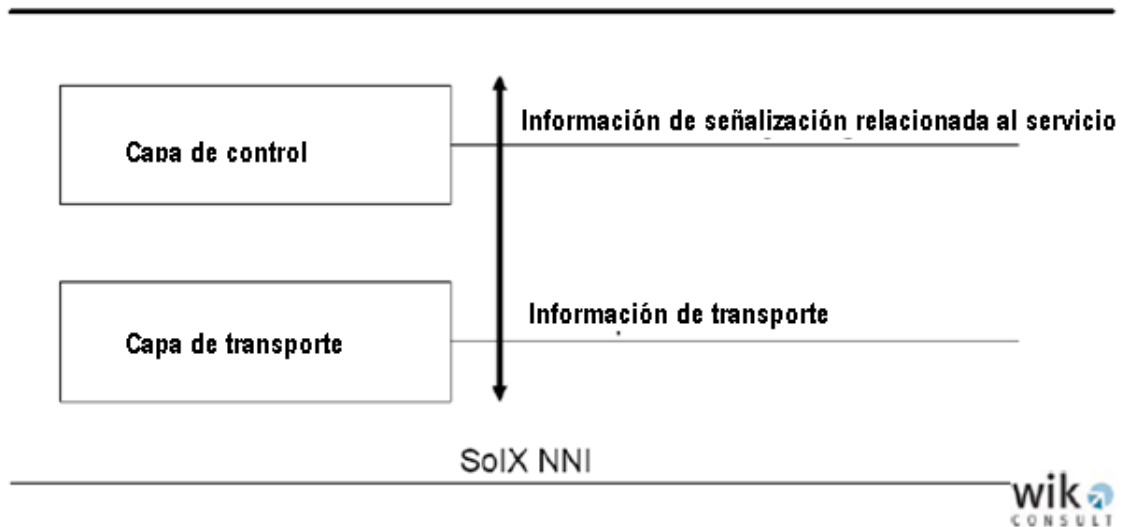 Información de señalización relacionada al servicio
Capa de control
Información de transporte
Capa de transporte
SoIX NNI
wik
CONSULT